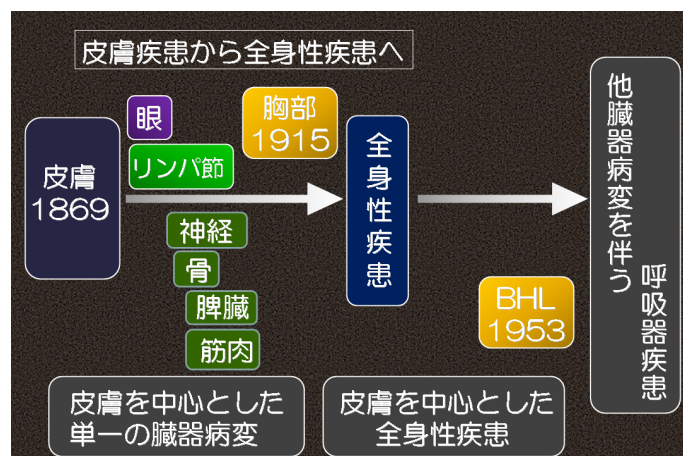 皮膚疾患から全身性疾患へ
皮膚
1869
眼
リンパ節
神経
骨
脾臓
筋肉
胸部
1915
全身性疾患
BHL
1953
他臓器病変を伴う
呼吸器疾患
皮膚を中心とした
単一の臓器病変
皮膚を中心とした
全身性疾患